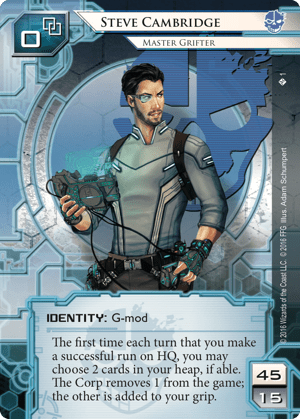 STEVE CAMBRIDGE
MASTER GRIFTER
0
1
© 2016 Wizards of the Coast LLC. © 2016 FFG Illus. Adam Schumpert
IDENTITY: G-mod
The first time each turn that you make
a successful run on HQ, you may
choose 2 cards in your heap, if able.
The Corp removes 1 from the game;
the other is added to your grip.
45
15